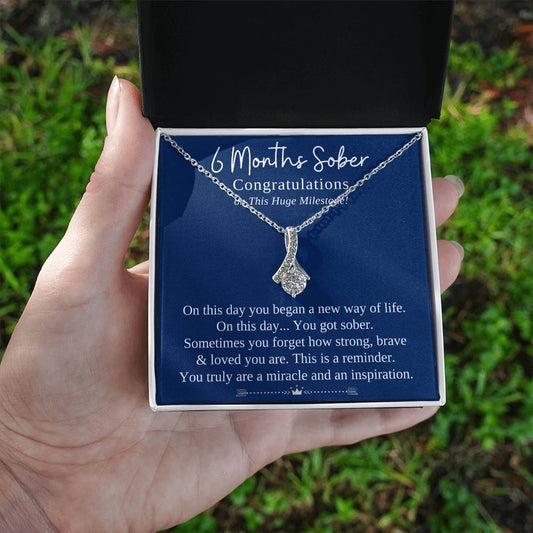 6 Months Sober
Congratulations
on This Huge Milestone!
On this day you began a new way of life.
On this day... You got sober.
Sometimes you forget how strong, brave
& loved you are. This is a reminder.
You truly are a miracle and an inspiration.